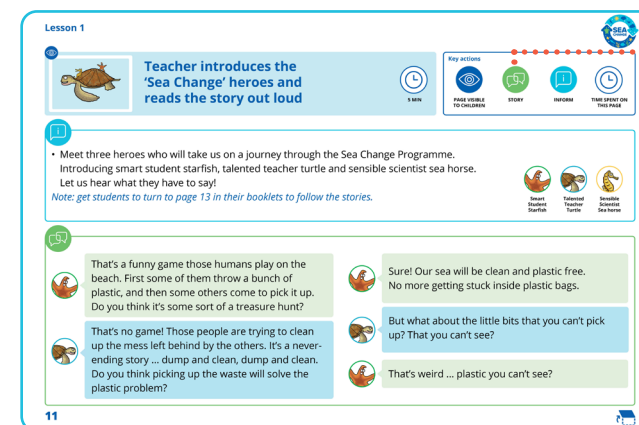 Lesson 1
SEA
CHANGE
Teacher introduces the
‘Sea Change’ heroes and
reads the story out loud
5 MIN
Key actions
PAGE VISIBLE
TO CHILDREN
STORY
INFORM
TIME SPENT ON
THIS PAGE
• Meet three heroes who will take us on a journey through the Sea Change Programme.
Introducing smart student starfish, talented teacher turtle and sensible scientist sea horse.
Let us hear what they have to say!
Note: get students to turn to page 13 in their booklets to follow the stories.
Smart
Student
Starfish
Talented
Teacher
Turtle
Sensible
Scientist
Sea horse
That’s a funny game those humans play on the
beach. First some of them throw a bunch of
plastic, and then some others come to pick it up.
Do you think it’s some sort of a treasure hunt?
That’s no game! Those people are trying to clean
up the mess left behind by the others. It’s a never-
ending story ... dump and clean, dump and clean.
Do you think picking up the waste will solve the
plastic problem?
Sure! Our sea will be clean and plastic free.
No more getting stuck inside plastic bags.
But what about the little bits that you can’t pick
up? That you can’t see?
That’s weird ... plastic you can’t see?
11